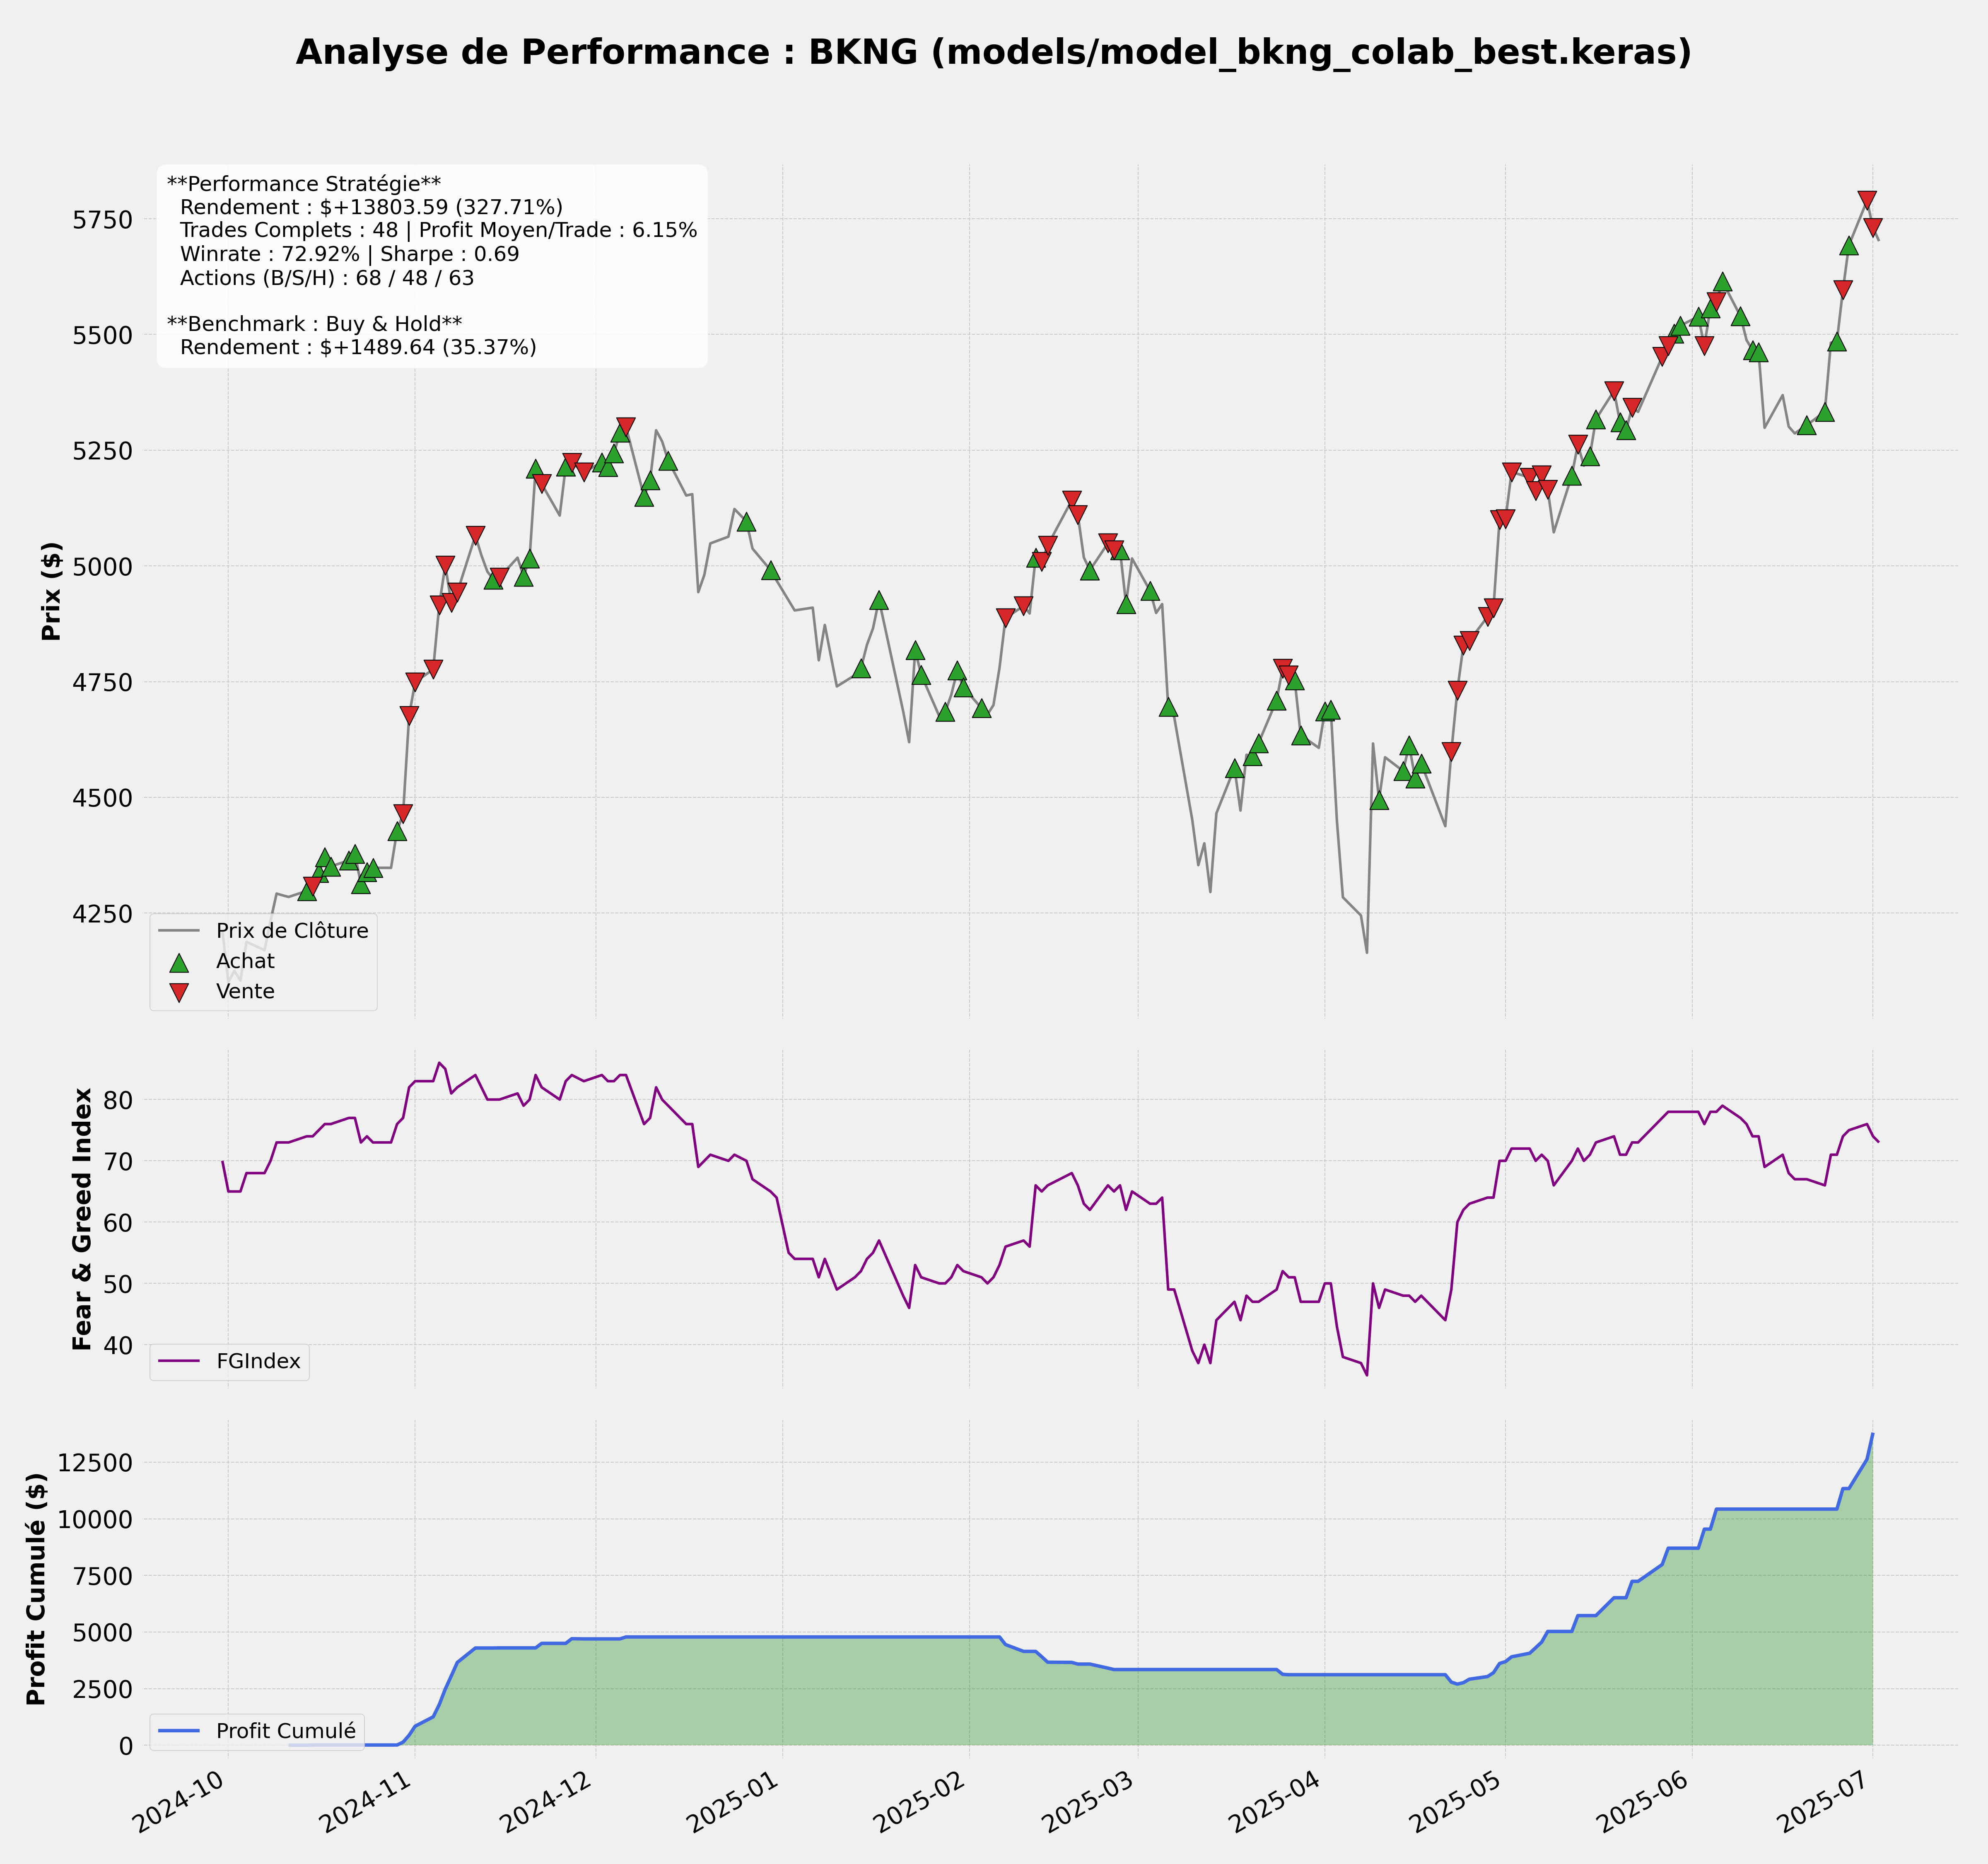 Analyse de Performance : BKNG (models/model_bkng_colab_best.keras)
**Performance Stratégie**
Rendement : $+13803.59 (327.71%)
Trades Complets : 48 | Profit Moyen/Trade : 6.15%
Winrate : 72.92% | Sharpe : 0.69
Actions (B/S/H) : 68 / 48 / 63
**Benchmark : Buy & Hold**
Rendement : $+1489.64 (35.37%)
Prix ($)
5750
5500
5250
5000
4750
4500
4250
Prix de Clôture
Achat
Vente
Fear & Greed Index
80
70
60
50
40
FGIndex
Profit Cumulé ($)
12500
10000
7500
5000
2500
0
Profit Cumulé
2024-10
2024-11
2024-12
2025-01
2025-02
2025-03
2025-04
2025-05
2025-06
2025-07